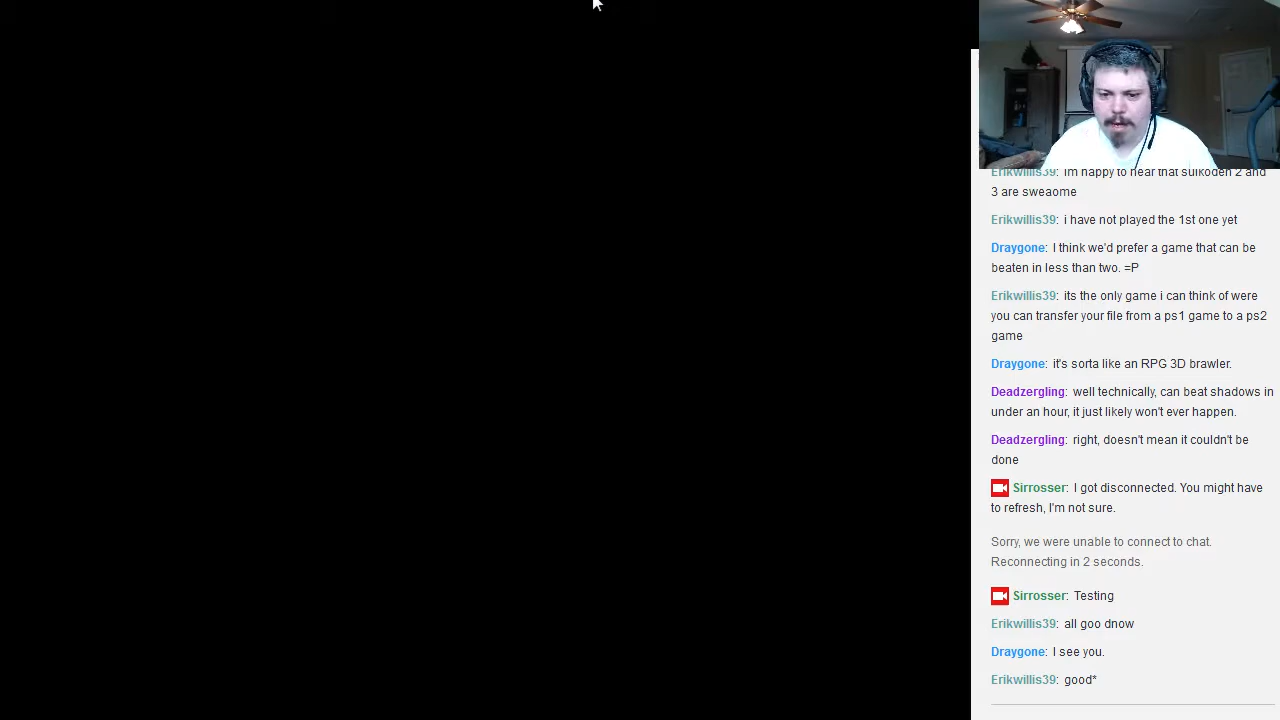 Erikwillis39: im happy to hear that suikoden 2 and
3 are sweaome
Erikwillis39: i have not played the 1st one yet
Draygone: I think we'd prefer a game that can be
beaten in less than two. =P
Erikwillis39: its the only game i can think of were
you can transfer your file from a ps1 game to a ps2
game
Draygone: it's sorta like an RPG 3D brawler.
Deadzergling: well technically, can beat shadows in
under an hour, it just likely won't ever happen.
Deadzergling: right, doesn't mean it couldn't be
done
Sirrosser: I got disconnected. You might have
to refresh, I'm not sure.
Sorry, we were unable to connect to chat.
Reconnecting in 2 seconds.
Sirrosser: Testing
Erikwillis39: all goo dnow
Draygone: I see you.
Erikwillis39: good*